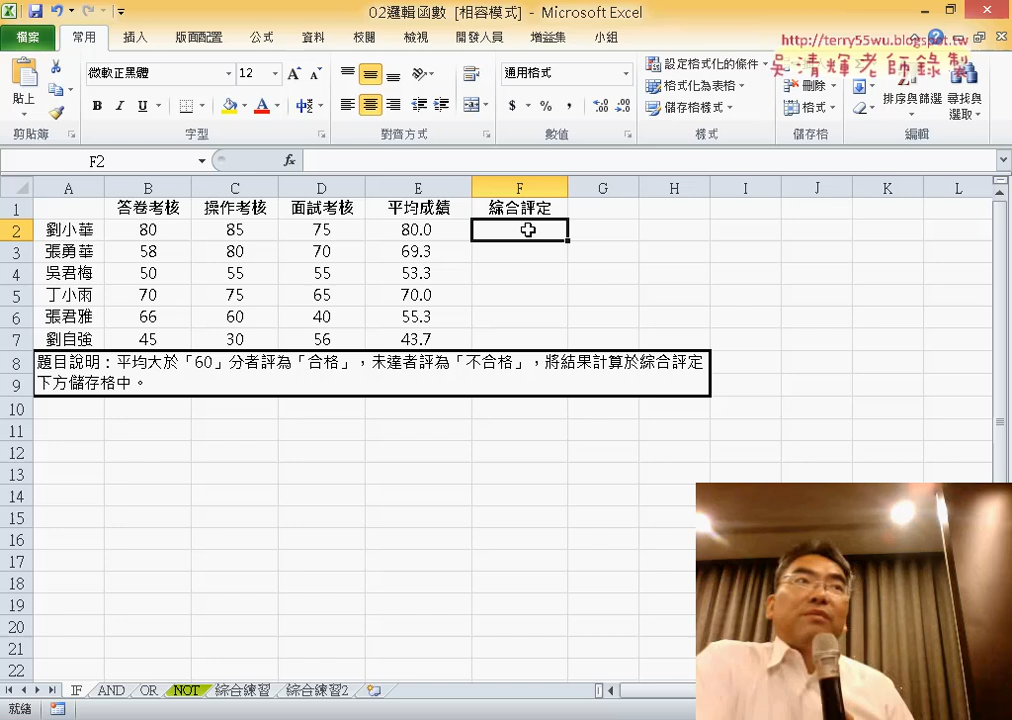 02邏輯函數 [相容模式] - Microsoft Excel
檔案 常用 插入 版面配置 公式 資料 校閱 檢視 開發人員 增益集 小組
http://terry55wu.blogspot.tw
吳清輝老師錄製
貼上 微軟正黑體 12 通用格式 設定格式化的條件 刪除 排序與篩選 尋找與選取
B I U $ % , 格式化為表格 格式
儲存格樣式
剪貼簿 字型 對齊方式 數值 樣式 儲存格 編輯
F2 fx
A B C D E F G H I J K L
1 答卷考核 操作考核 面試考核 平均成績 綜合評定
2 劉小華 80 85 75 80.0
3 張勇華 58 80 70 69.3
4 吳君梅 50 55 55 53.3
5 丁小雨 70 75 65 70.0
6 張君雅 66 60 40 55.3
7 劉自強 45 30 56 43.7
8 題目說明：平均大於「60」分者評為「合格」，未達者評為「不合格」，將結果計算於綜合評定
9 下方儲存格中。
10
11
12
13
14
15
16
17
18
19
20
21
22
IF AND OR NOT 綜合練習 綜合練習2
就緒